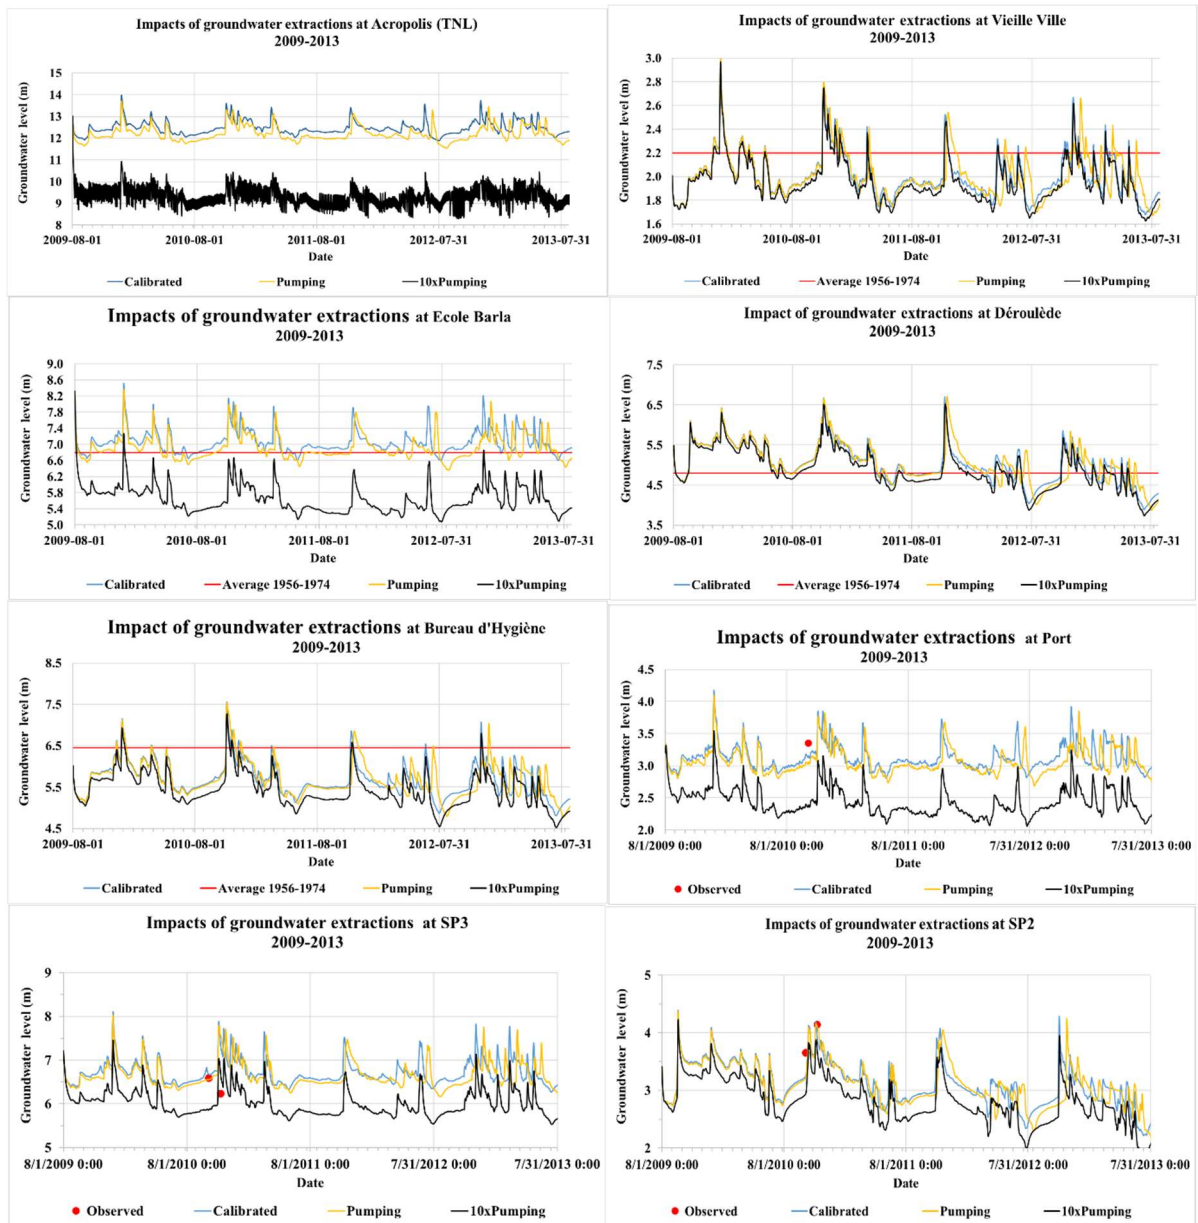 Impacts of groundwater extractions at Acropolis (TNL)
2009-2013
Groundwater level (m)
15
14
13
12
11
10
9
8
2009-08-01 2010-08-01 2011-08-01 2012-07-31 2013-07-31
Date
Calibrated Pumping 10xPumping
Impacts of groundwater extractions at Vieille Ville
2009-2013
Groundwater level (m)
3.0
2.6
2.4
2.2
2.0
1.8
1.6
2009-08-01 2010-08-01 2011-08-01 2012-07-31 2013-07-31
Date
Calibrated Average 1956-1974 Pumping 10xPumping
Impacts of groundwater extractions at Ecole Barla
2009-2013
Groundwater level (m)
9.0
8.6
8.2
7.8
7.4
7.0
6.6
6.2
5.8
5.4
5.0
2009-08-01 2010-08-01 2011-08-01 2012-07-31 2013-07-31
Date
Calibrated Average 1956-1974 Pumping 10xPumping
Impact of groundwater extractions at Déroulède
2009-2013
Groundwater level (m)
7.5
6.5
5.5
4.5
3.5
2009-08-01 2010-08-01 2011-08-01 2012-07-31 2013-07-31
Date
Calibrated Average 1956-1974 Pumping 10xPumping
Impact of groundwater extractions at Bureau d'Hygiène
2009-2013
Groundwater level (m)
8.5
7.5
6.5
5.5
4.5
2009-08-01 2010-08-01 2011-08-01 2012-07-31 2013-07-31
Date
Calibrated Average 1956-1974 Pumping 10xPumping
Impacts of groundwater extractions at Port
2009-2013
Groundwater level (m)
4.5
4.0
3.5
3.0
2.5
2.0
8/1/2009 0:00 8/1/2010 0:00 8/1/2011 0:00 7/31/2012 0:00 7/31/2013 0:00
Date
Observed Calibrated Pumping 10xPumping
Impacts of groundwater extractions at SP3
2009-2013
Groundwater level (m)
9
8
7
6
5
8/1/2009 0:00 8/1/2010 0:00 8/1/2011 0:00 7/31/2012 0:00 7/31/2013 0:00
Date
Observed Calibrated Pumping 10xPumping
Impacts of groundwater extractions at SP2
2009-2013
Groundwater level (m)
5
4
3
2
8/1/2009 0:00 8/1/2010 0:00 8/1/2011 0:00 7/31/2012 0:00 7/31/2013 0:00
Date
Observed Calibrated Pumping 10xPumping